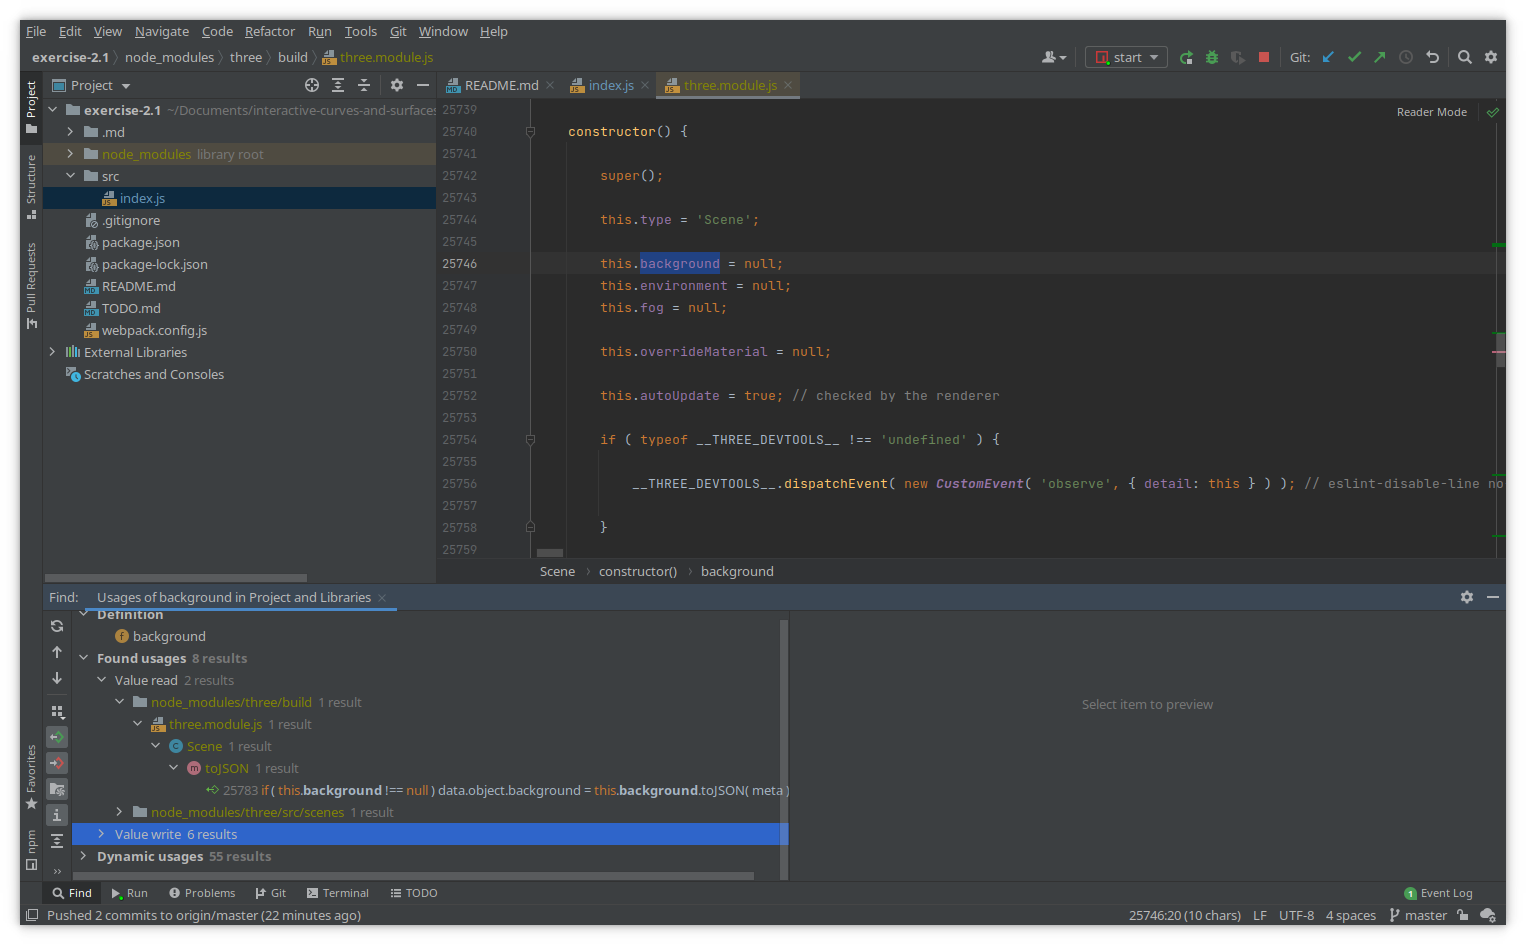 File Edit View Navigate Code Refactor Run Tools Git Window Help
exercise-2.1 node_modules three build three.module.js start Git:
Project
README.md index.js three.module.js
Project
Structure
Pull Requests
Favorites
npm
exercise-2.1 ~/Documents/interactive-curves-and-surfaces
.md
node_modules library root
src
index.js
.gitignore
package.json
package-lock.json
README.md
TODO.md
webpack.config.js
External Libraries
Scratches and Consoles
Reader Mode
25739
25740 constructor() {
25741
25742 super();
25743
25744 this.type = 'Scene';
25745
25746 this.background = null;
25747 this.environment = null;
25748 this.fog = null;
25749
25750 this.overrideMaterial = null;
25751
25752 this.autoUpdate = true; // checked by the renderer
25753
25754 if ( typeof __THREE_DEVTOOLS__ !== 'undefined' ) {
25755
25756 __THREE_DEVTOOLS__.dispatchEvent( new CustomEvent( 'observe', { detail: this } ) ); // eslint-disable-line no
25757
25758 }
25759
Scene constructor() background
Find: Usages of background in Project and Libraries
Definition
f background
Found usages 8 results
Value read 2 results
node_modules/three/build 1 result
three.module.js 1 result
C Scene 1 result
m toJSON 1 result
25783 if ( this.background !== null ) data.object.background = this.background.toJSON( meta )
node_modules/three/src/scenes 1 result
Value write 6 results
Dynamic usages 55 results
Select item to preview
Find Run Problems Git Terminal TODO 1 Event Log
Pushed 2 commits to origin/master (22 minutes ago) 25746:20 (10 chars) LF UTF-8 4 spaces master